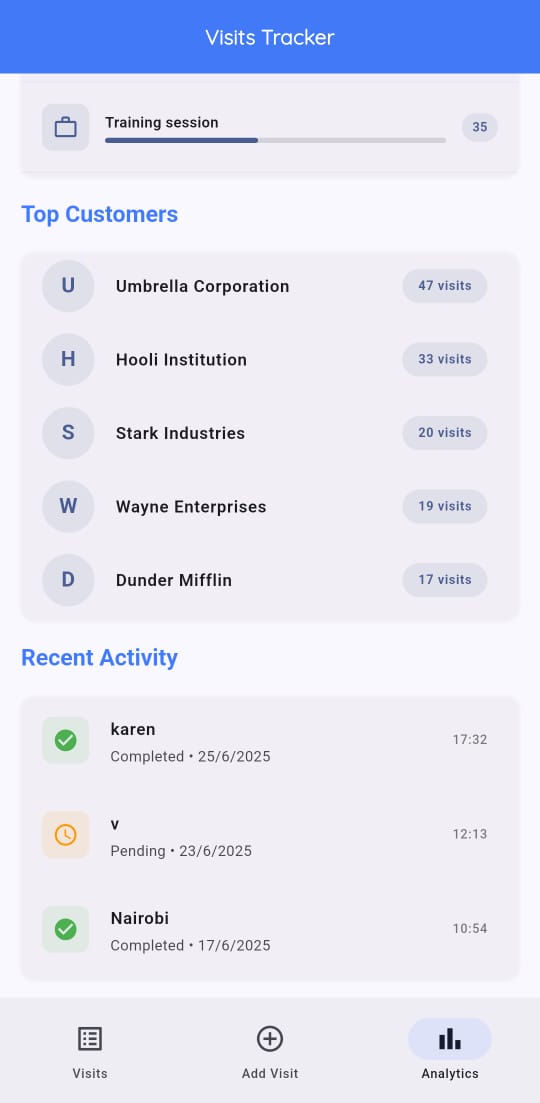 Visits Tracker
Training session
35
Top Customers
U
Umbrella Corporation
47 visits
H
Hooli Institution
33 visits
S
Stark Industries
20 visits
W
Wayne Enterprises
19 visits
D
Dunder Mifflin
17 visits
Recent Activity
karen
Completed • 25/6/2025
17:32
v
Pending • 23/6/2025
12:13
Nairobi
Completed • 17/6/2025
10:54
Visits
Add Visit
Analytics